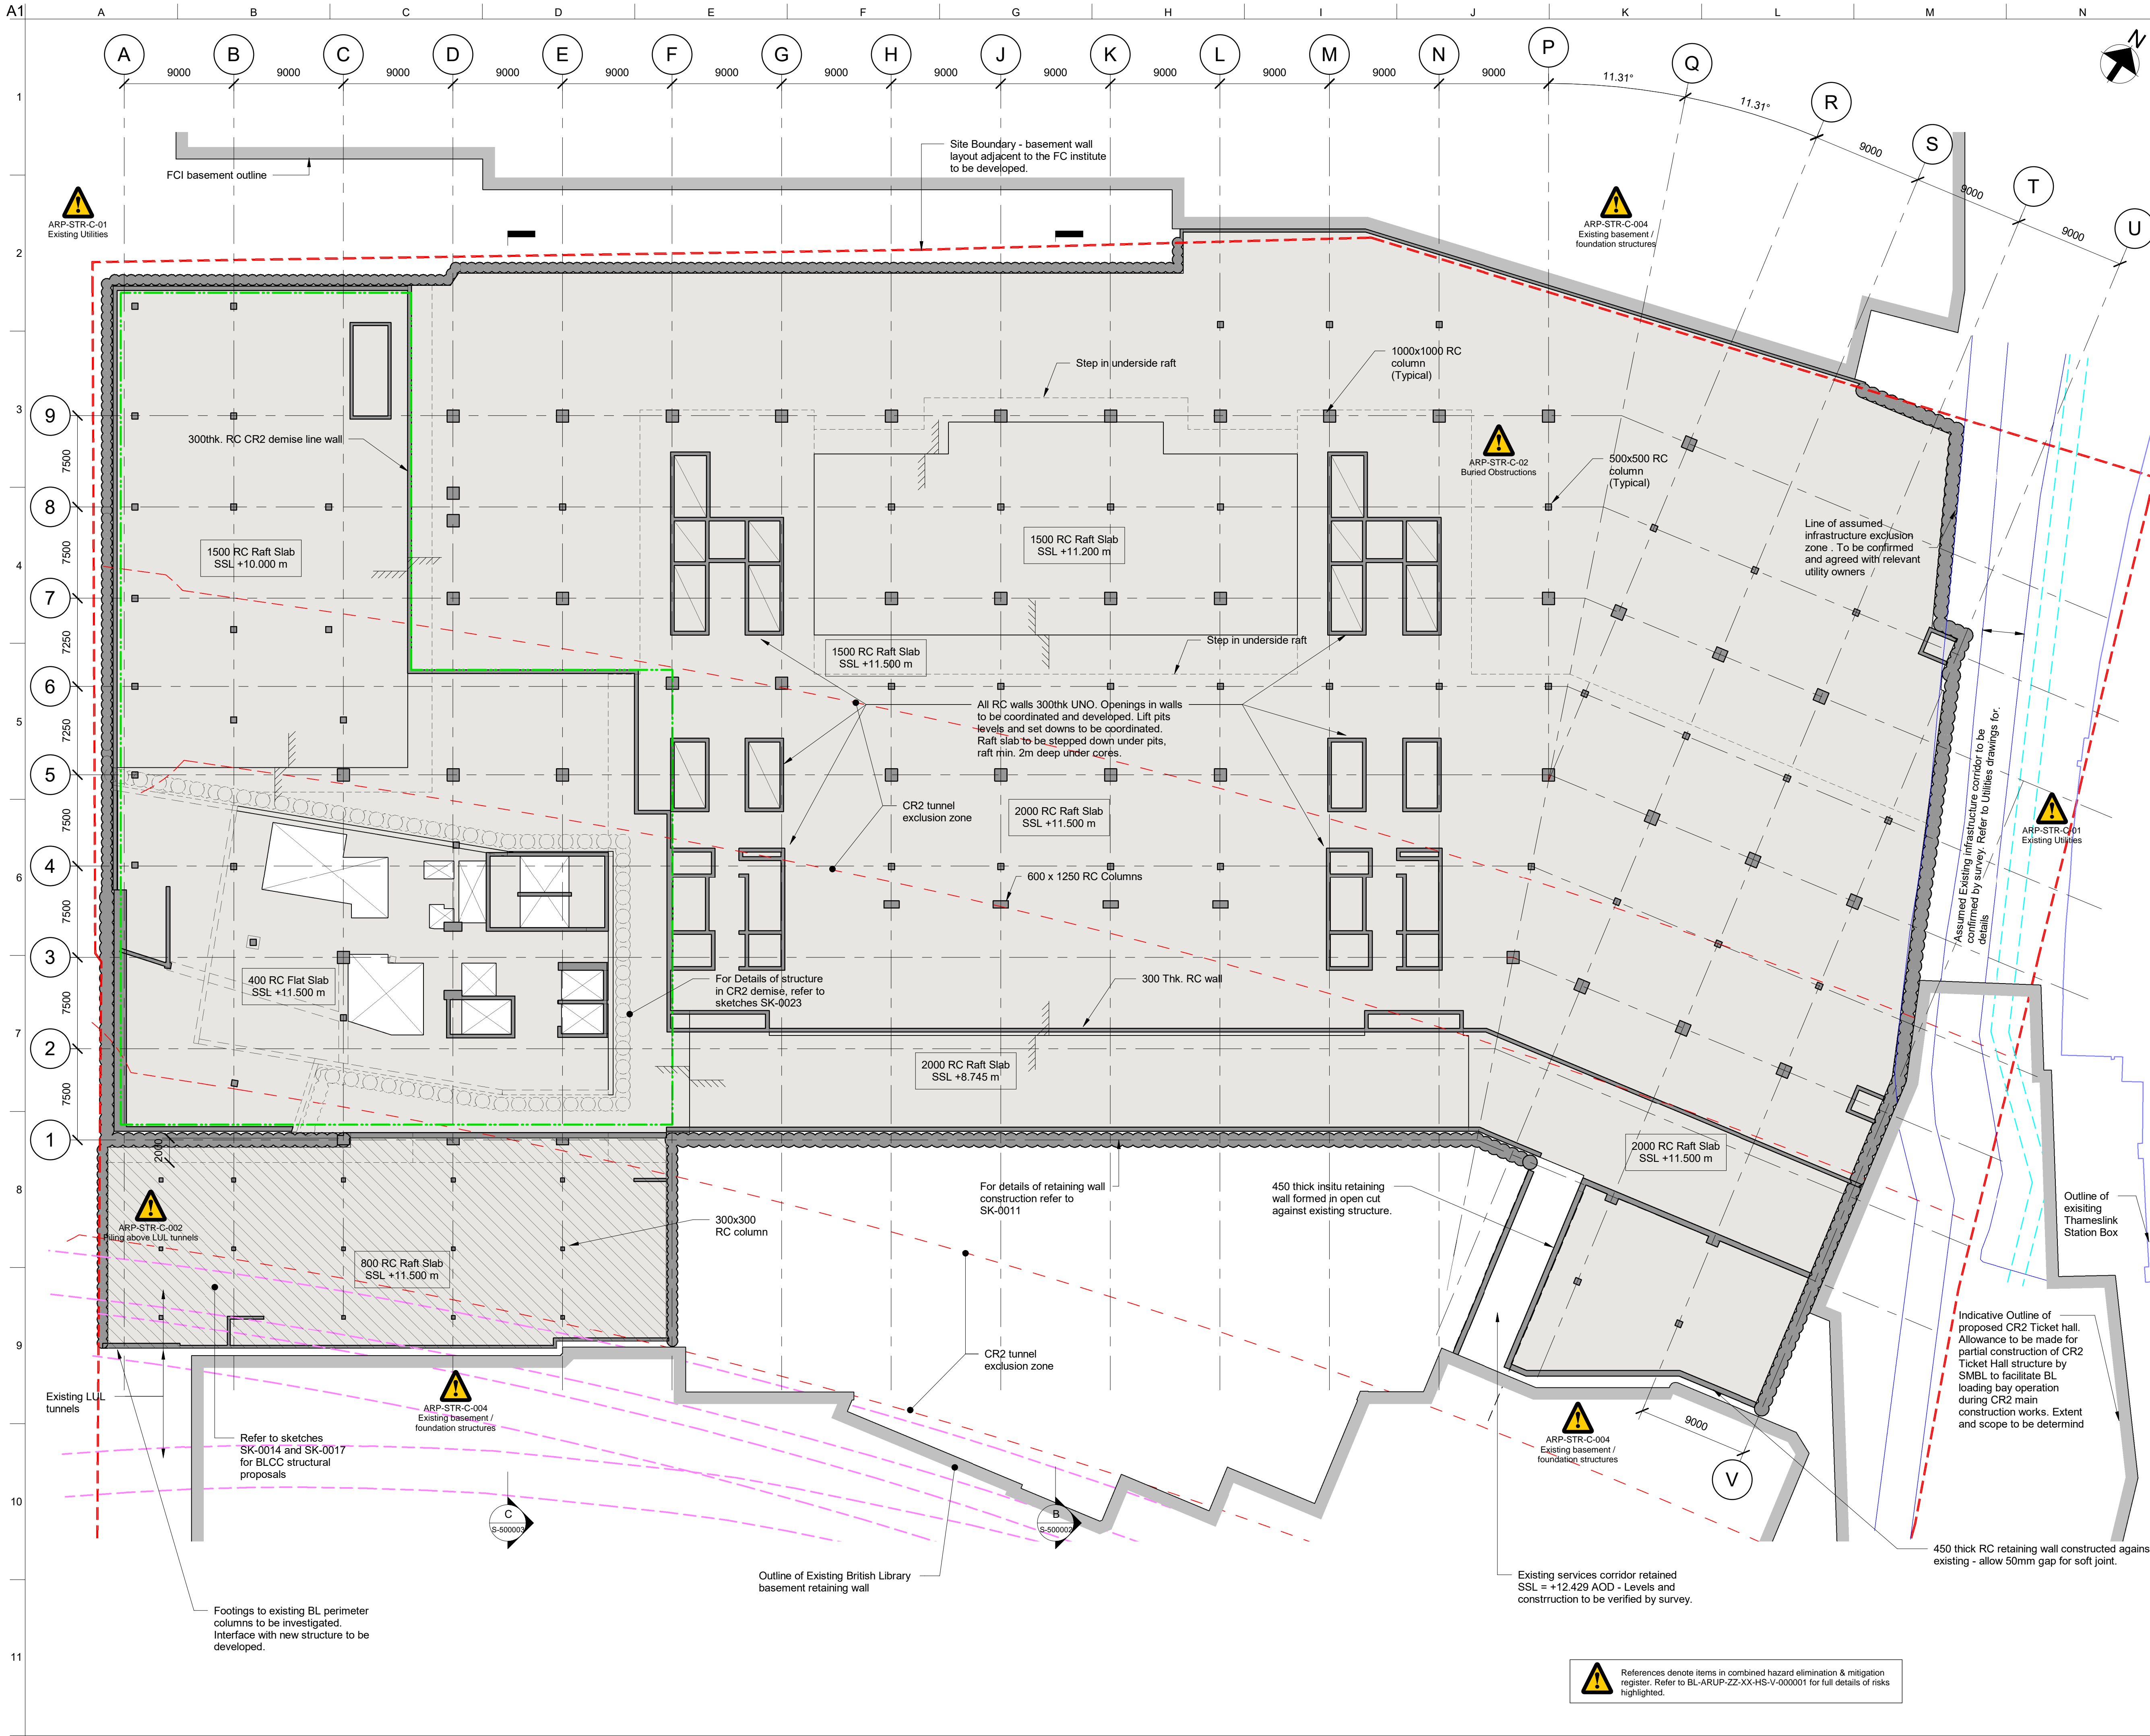 A1
A B C D E F G H I J K L M N
A B C D E F G H J K L M N P Q R S T U
9000 9000 9000 9000 9000 9000 9000 9000 9000 9000 9000 9000 9000
11.31°
11.31°
9000
9000
9000
N
1
2
3
4
5
6
7
8
9
10
11
FCI basement outline
Site Boundary - basement wall
layout adjacent to the FC institute
to be developed.
ARP-STR-C-01
Existing Utilities
ARP-STR-C-004
Existing basement /
foundation structures
9
7500
8
7500
7
7250
6
7250
5
7500
4
7500
3
7500
2
7500
1
2000
Step in underside raft
1000x1000 RC
column
(Typical)
300thk. RC CR2 demise line wall
ARP-STR-C-02
Buried Obstructions
500x500 RC
column
(Typical)
Line of assumed
infrastructure exclusion
zone . To be confirmed
and agreed with relevant
utility owners
1500 RC Raft Slab
SSL +10.000 m
1500 RC Raft Slab
SSL +11.200 m
1500 RC Raft Slab
SSL +11.500 m
Step in underside raft
All RC walls 300thk UNO. Openings in walls
to be coordinated and developed. Lift pits
levels and set downs to be coordinated.
Raft slab to be stepped down under pits,
raft min. 2m deep under cores.
CR2 tunnel
exclusion zone
2000 RC Raft Slab
SSL +11.500 m
600 x 1250 RC Columns
Assumed Existing infrastructure corridor to be
confirmed by survey. Refer to Utilities drawings for.
details
ARP-STR-C-01
Existing Utilities
400 RC Flat Slab
SSL +11.500 m
For Details of structure
in CR2 demise, refer to
sketches SK-0023
300 Thk. RC wall
2000 RC Raft Slab
SSL +8.745 m
2000 RC Raft Slab
SSL +11.500 m
ARP-STR-C-002
Piling above LUL tunnels
300x300
RC column
800 RC Raft Slab
SSL +11.500 m
For details of retaining wall
construction refer to
SK-0011
450 thick insitu retaining
wall formed in open cut
against existing structure.
Outline of
exisiting
Thameslink
Station Box
Indicative Outline of
proposed CR2 Ticket hall.
Allowance to be made for
partial construction of CR2
Ticket Hall structure by
SMBL to facilitate BL
loading bay operation
during CR2 main
construction works. Extent
and scope to be determind
Existing LUL
tunnels
CR2 tunnel
exclusion zone
ARP-STR-C-004
Existing basement /
foundation structures
ARP-STR-C-004
Existing basement /
foundation structures
9000
V
Refer to sketches
SK-0014 and SK-0017
for BLCC structural
proposals
C
S-500003
B
S-500002
450 thick RC retaining wall constructed agains
existing - allow 50mm gap for soft joint.
Outline of Existing British Library
basement retaining wall
Existing services corridor retained
SSL = +12.429 AOD - Levels and
constrruction to be verified by survey.
Footings to existing BL perimeter
columns to be investigated.
Interface with new structure to be
developed.
References denote items in combined hazard elimination & mitigation
register. Refer to BL-ARUP-ZZ-XX-HS-V-000001 for full details of risks
highlighted.